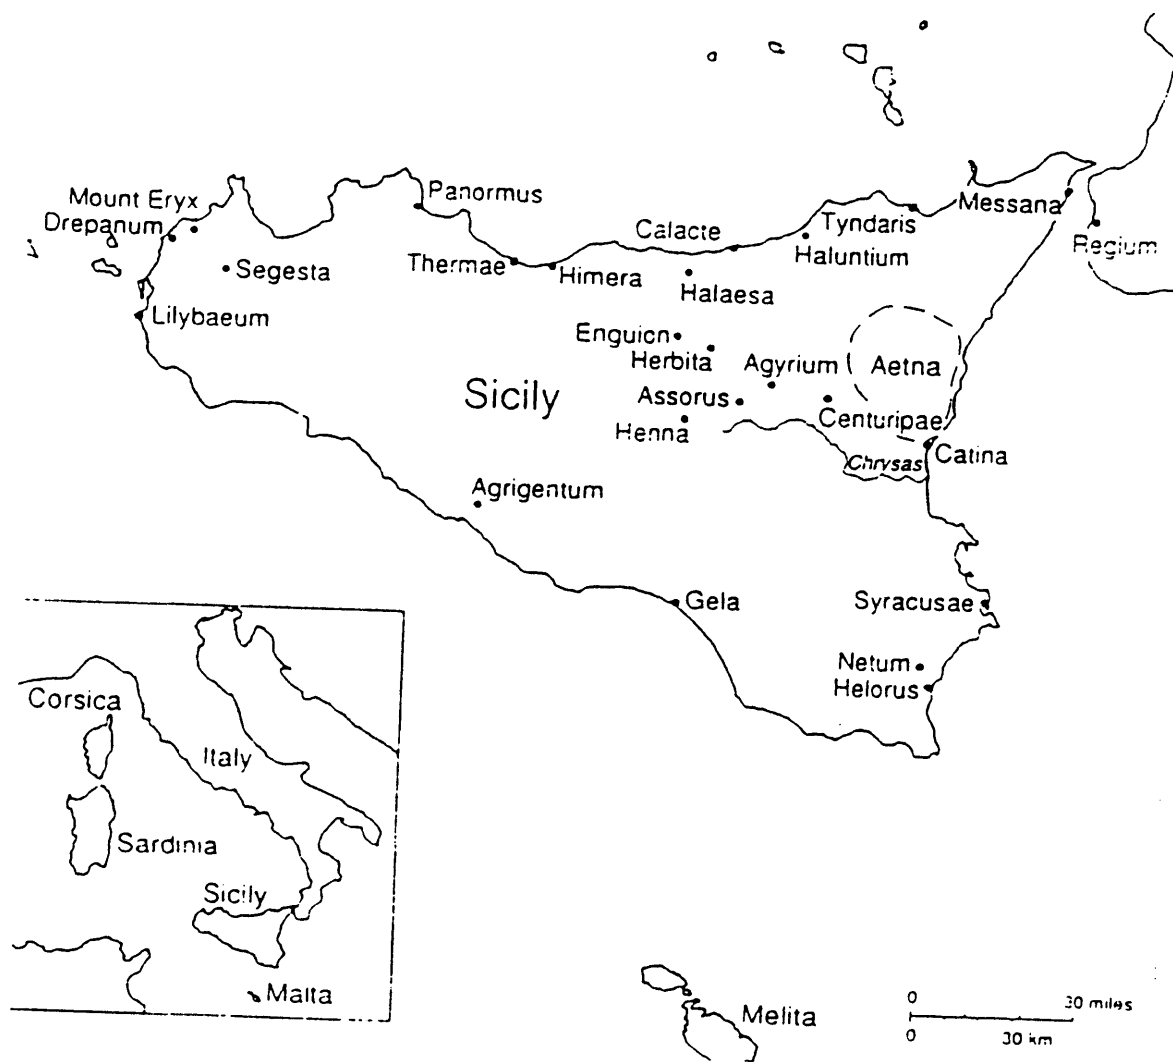 Mount Eryx
Drepanum
Segesta
Lilybaeum
Panormus
Thermae
Himera
Calacte
Halaesa
Tyndaris
Haluntium
Messana
Regium
Enguicn
Herbita
Agyrium
Aetna
Sicily
Assorus
Henna
Centuripae
Chrysas
Catina
Agrigentum
Gela
Syracusae
Netum
Helorus
Corsica
Italy
Sardinia
Sicily
Malta
Melita
0 30 miles
0 30 km